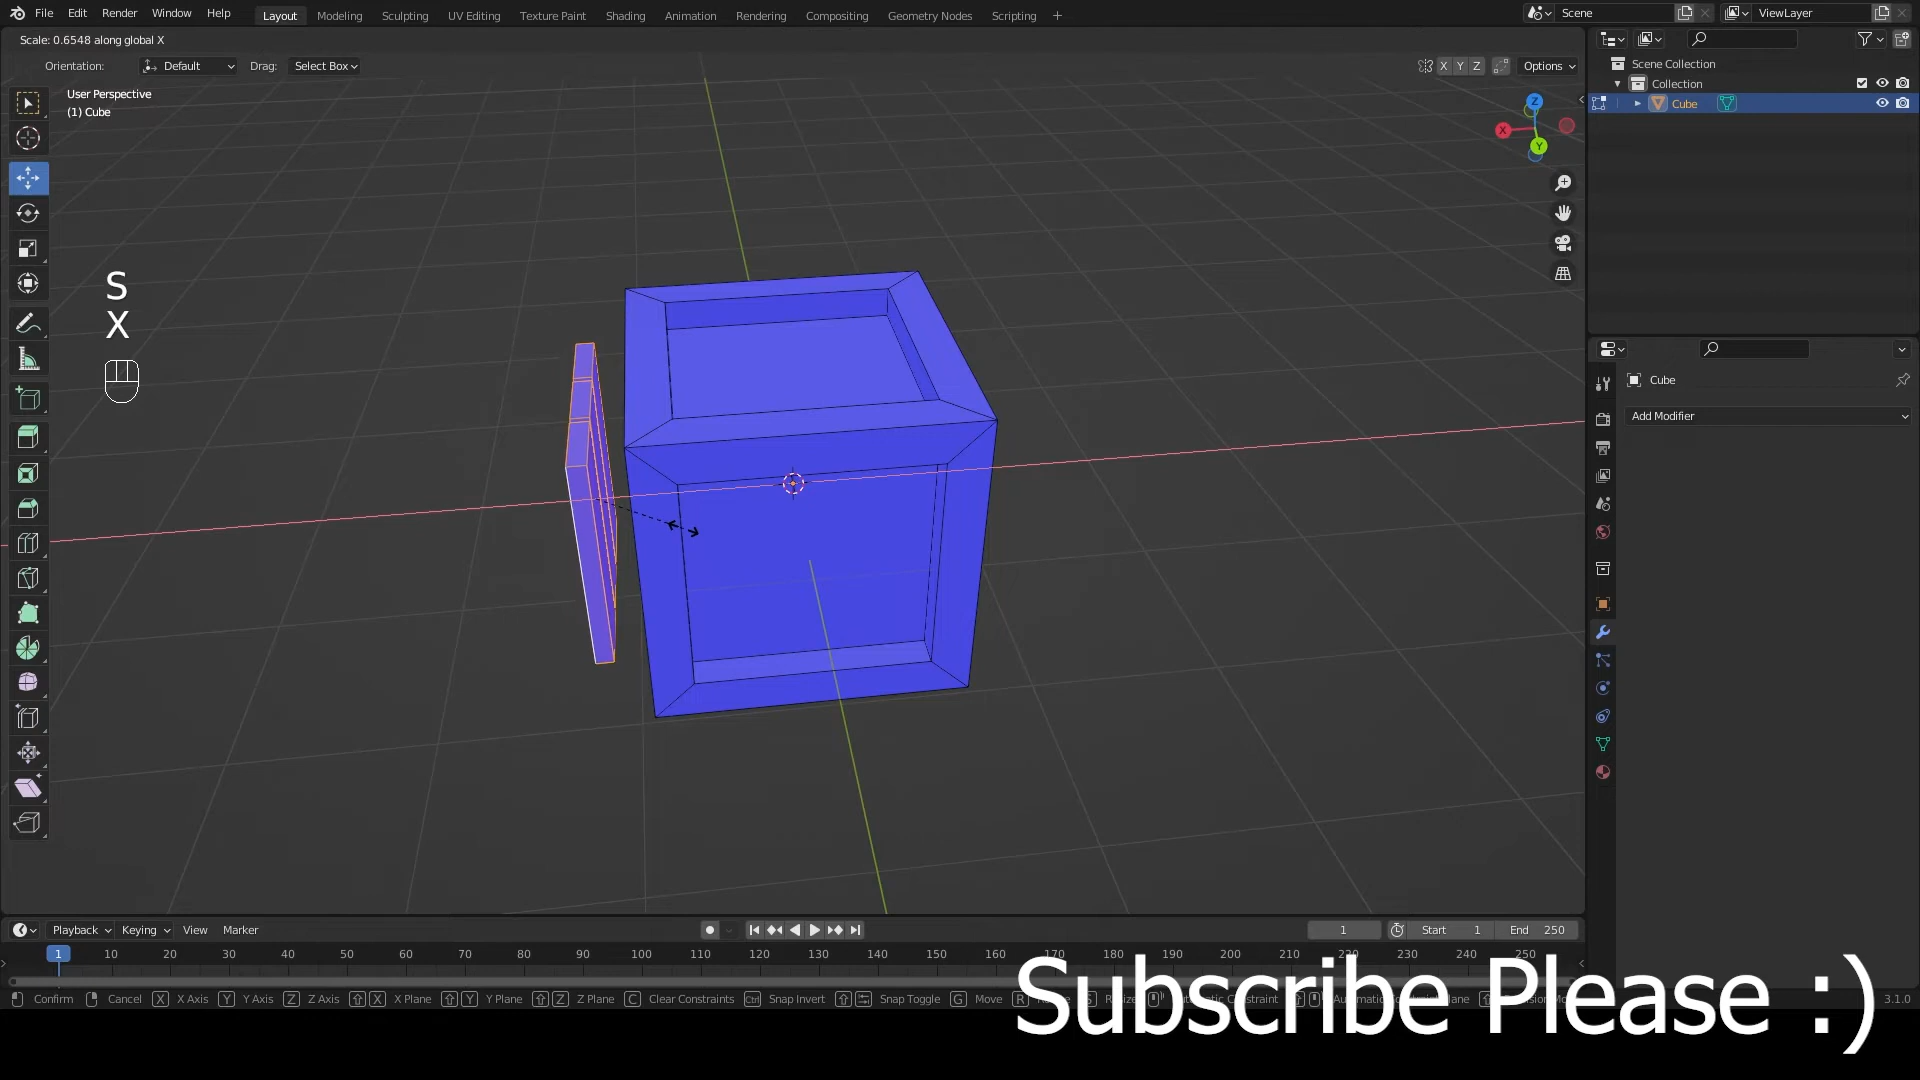 File Edit Render Window Help Layout Modeling Sculpting UV Editing Texture Paint Shading Animation Rendering Compositing Geometry Nodes Scripting + Scene ViewLayer
Scale: 0.6548 along global X
Orientation: Default Drag: Select Box X Y Z Options
User Perspective
(1) Cube
Scene Collection
Collection
Cube
Z
X
Y
S
X
Cube
Add Modifier
Playback Keying View Marker 1 Start 1 End 250
1 10 20 30 40 50 60 70 80 90 100 110 120 130 140 150 160 170 180 190 200 210 220 230 240 250
Confirm Cancel X X Axis Y Y Axis Z Z Axis X X Plane Y Y Plane Z Z Plane C Clear Constraints Ctrl Snap Invert Snap Toggle G Move R 3.1.0
Subscribe Please :)